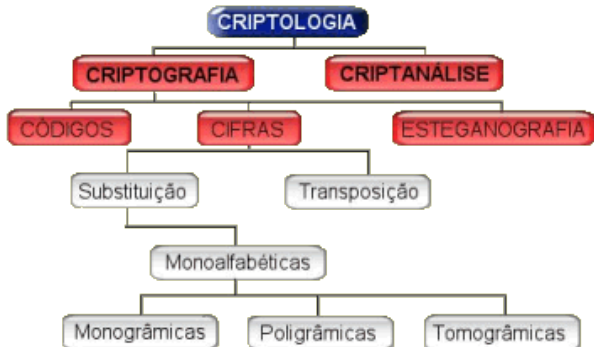 CRIPTOLOGIA
CRIPTOGRAFIA
CRIPTANÁLISE
CÓDIGOS
CIFRAS
ESTEGANOGRAFIA
Substituição
Transposição
Monoalfabéticas
Monogrâmicas
Poligrâmicas
Tomogrâmicas